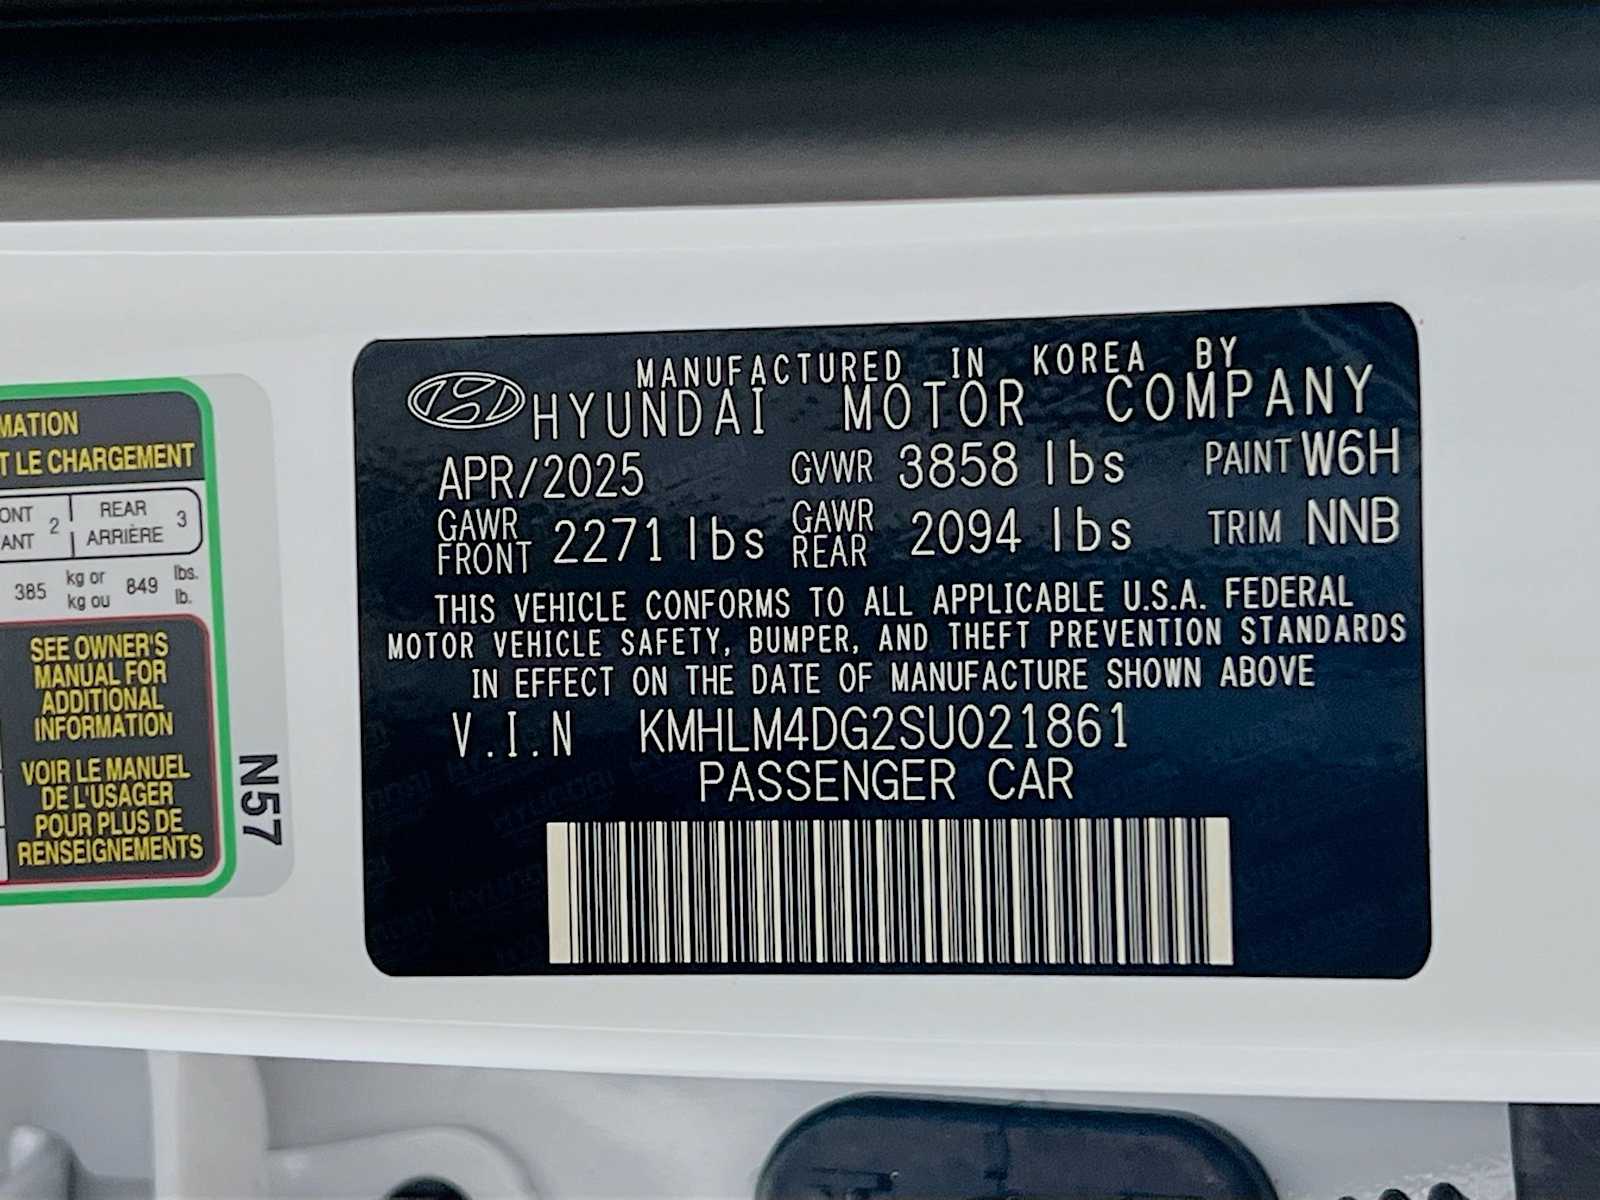 MATION
T LE CHARGEMENT
ONT
ANT 2
REAR
ARRIÈRE 3
385 kg or
kg ou 849 lbs.
lb.
SEE OWNER'S
MANUAL FOR
ADDITIONAL
INFORMATION
VOIR LE MANUEL
DE L'USAGER
POUR PLUS DE
RENSEIGNEMENTS
N57
MANUFACTURED IN KOREA BY
HYUNDAI MOTOR COMPANY
APR/2025 GVWR 3858 lbs PAINT W6H
GAWR FRONT 2271 lbs GAWR REAR 2094 lbs TRIM NNB
THIS VEHICLE CONFORMS TO ALL APPLICABLE U.S.A. FEDERAL
MOTOR VEHICLE SAFETY, BUMPER, AND THEFT PREVENTION STANDARDS
IN EFFECT ON THE DATE OF MANUFACTURE SHOWN ABOVE
V.I.N KMHLM4DG2SU021861
PASSENGER CAR